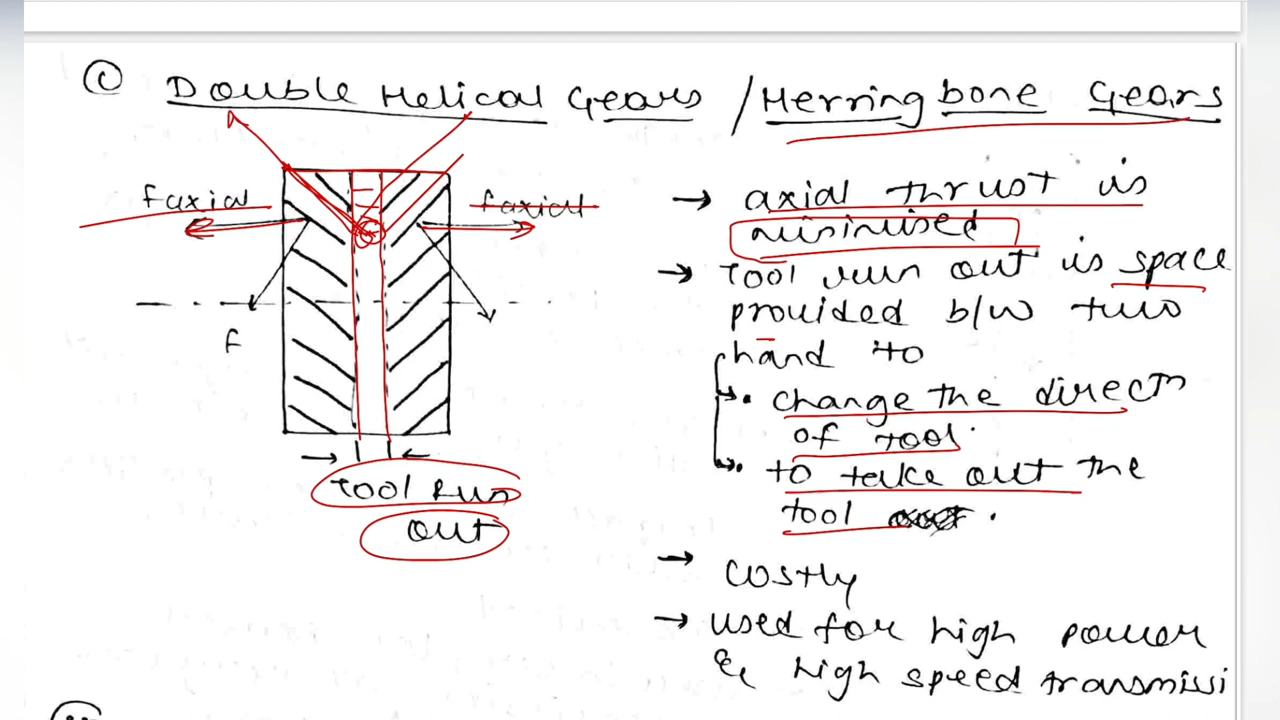 (C) Double Helical Gears / Herringbone Gears
faxial
faxial
f
Tool Run
out
→ axial thrust is
minimised
→ Tool run out is space
provided b/w two
hand to
→ • change the directn
of tool.
→ • to take out the
tool
→ costly
→ used for high power
& high speed transmissi